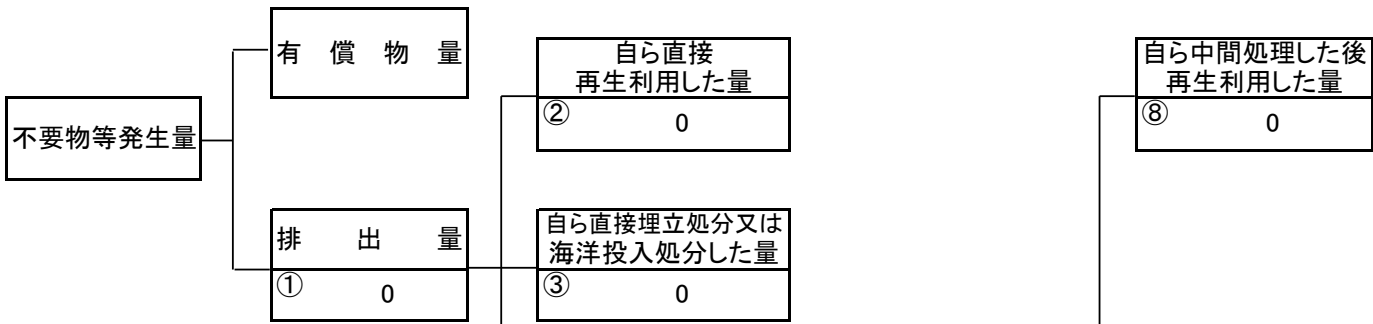 有償物量
自ら直接
再生利用した量
② 0
自ら中間処理した後
再生利用した量
⑧ 0
不要物等発生量
排出量
① 0
自ら直接埋立処分又は
海洋投入処分した量
③ 0